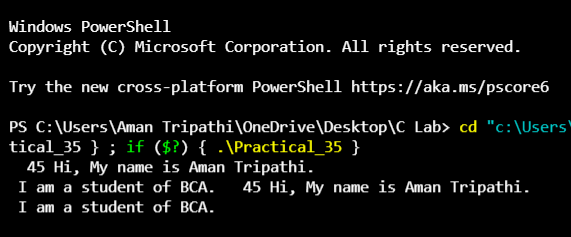 Windows PowerShell
Copyright (C) Microsoft Corporation. All rights reserved.
Try the new cross-platform PowerShell https://aka.ms/pscore6
PS C:\Users\Aman Tripathi\OneDrive\Desktop\C Lab> cd "c:\Users
tical_35 } ; if ($?) { .\Practical_35 }
45 Hi, My name is Aman Tripathi.
I am a student of BCA.   45 Hi, My name is Aman Tripathi.
I am a student of BCA.